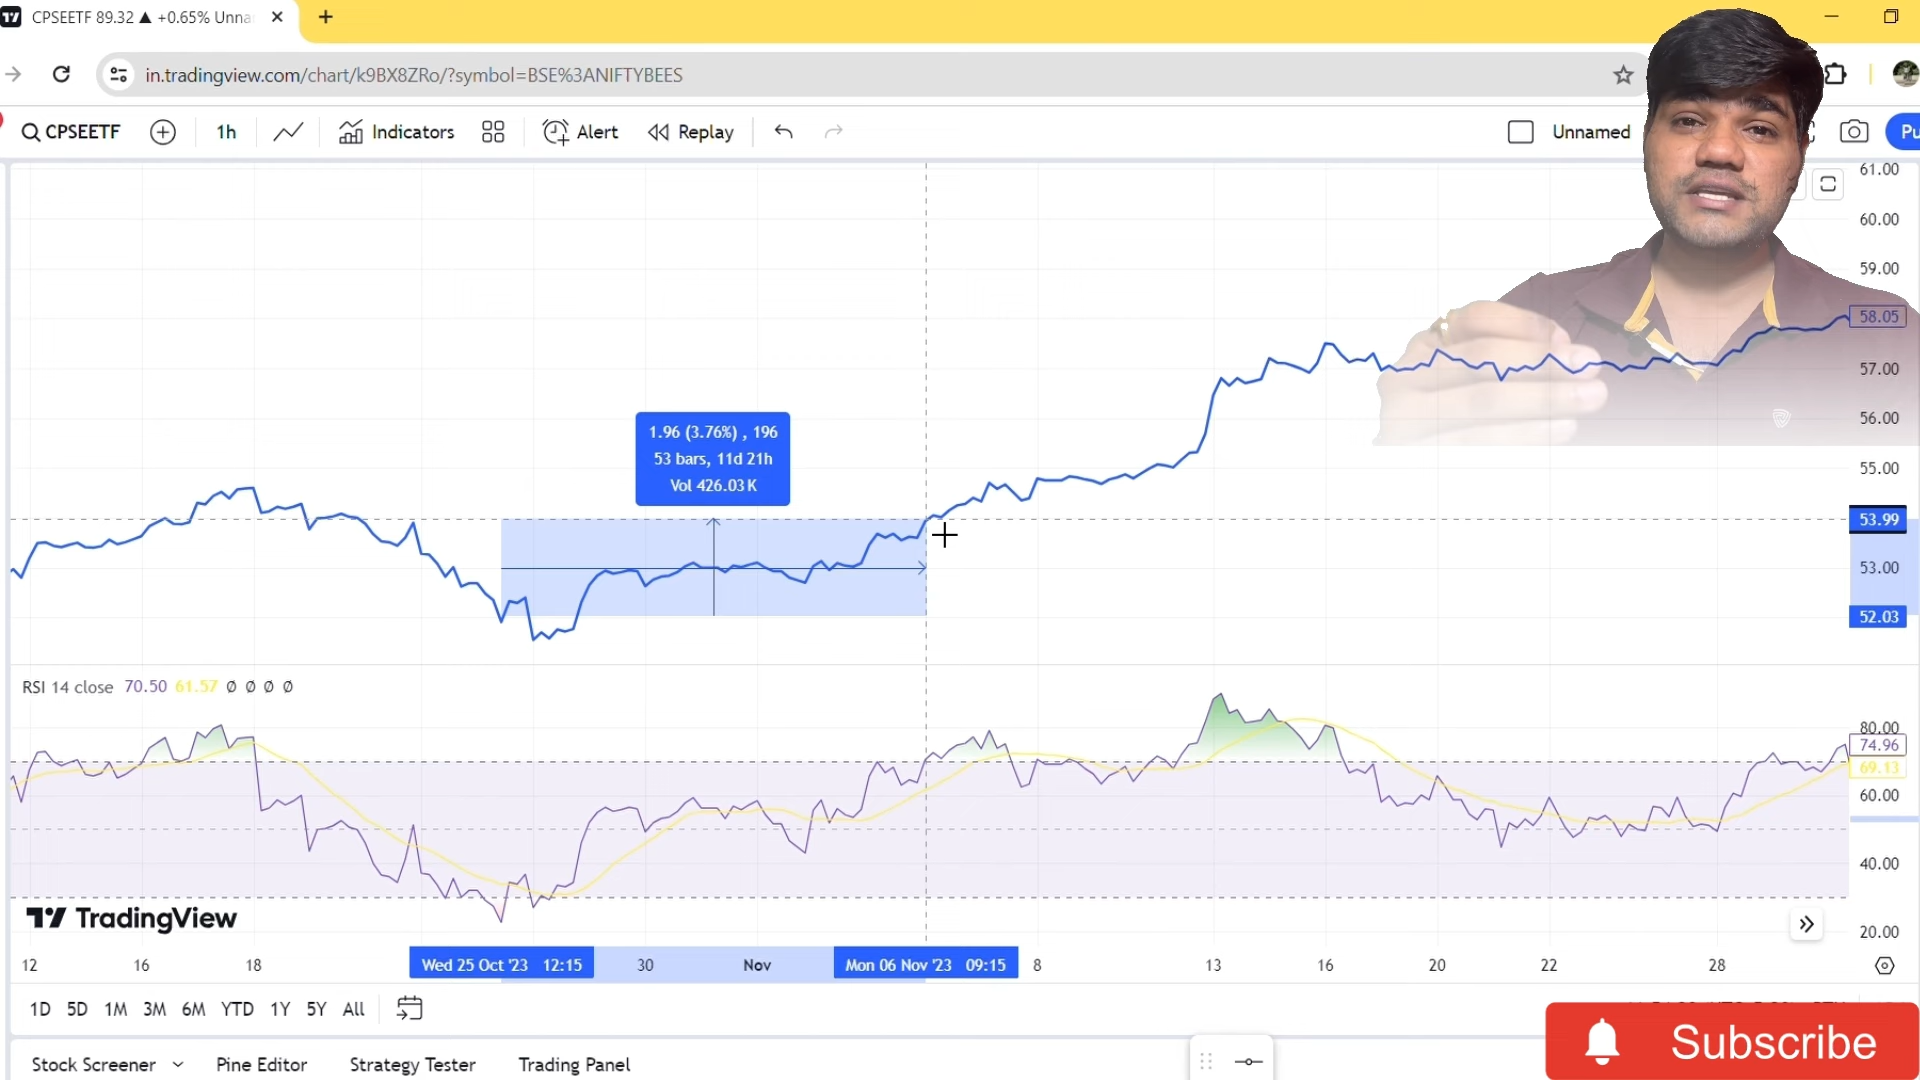 CPSEETF 89.32 ▲ +0.65% Unna
in.tradingview.com/chart/k9BX8ZRo/?symbol=BSE%3ANIFTYBEES
CPSEETF 1h Indicators Alert Replay Unnamed Pu
61.00
60.00
59.00
58.05
57.00
56.00
55.00
53.99
53.00
52.03
1.96 (3.76%) , 196
53 bars, 11d 21h
Vol 426.03 K
RSI 14 close 70.50 61.57 Ø Ø Ø Ø
80.00
74.96
69.13
60.00
40.00
20.00
TradingView
12 16 18 Wed 25 Oct '23 12:15 30 Nov Mon 06 Nov '23 09:15 8 13 16 20 22 28
1D 5D 1M 3M 6M YTD 1Y 5Y All
Subscribe
Stock Screener Pine Editor Strategy Tester Trading Panel